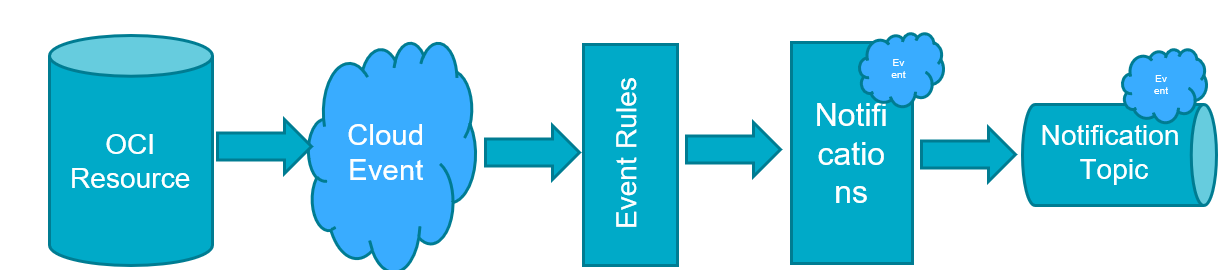 OCI
Resource
Cloud
Event
Event Rules
Notifi
catio
ns
Ev
ent
Notification
Topic
Ev
ent